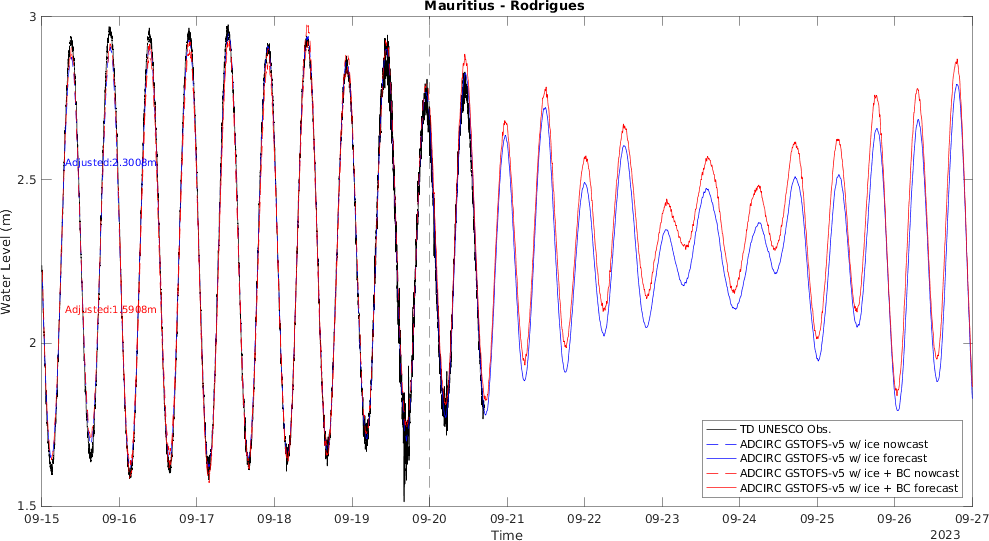 Mauritius - Rodrigues
3
2.5
2
1.5
Water Level (m)
Adjusted:2.3008m
Adjusted:1.5908m
TD UNESCO Obs.
ADCIRC GSTOFS-v5 w/ ice nowcast
ADCIRC GSTOFS-v5 w/ ice forecast
ADCIRC GSTOFS-v5 w/ ice + BC nowcast
ADCIRC GSTOFS-v5 w/ ice + BC forecast
09-15 09-16 09-17 09-18 09-19 09-20 09-21 09-22 09-23 09-24 09-25 09-26 09-27
Time
2023